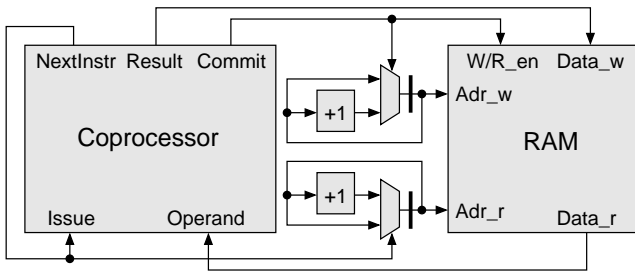 NextInstr Result Commit
W/R_en Data_w
+1
Adr_w
Coprocessor
RAM
+1
Issue Operand
Adr_r
Data_r